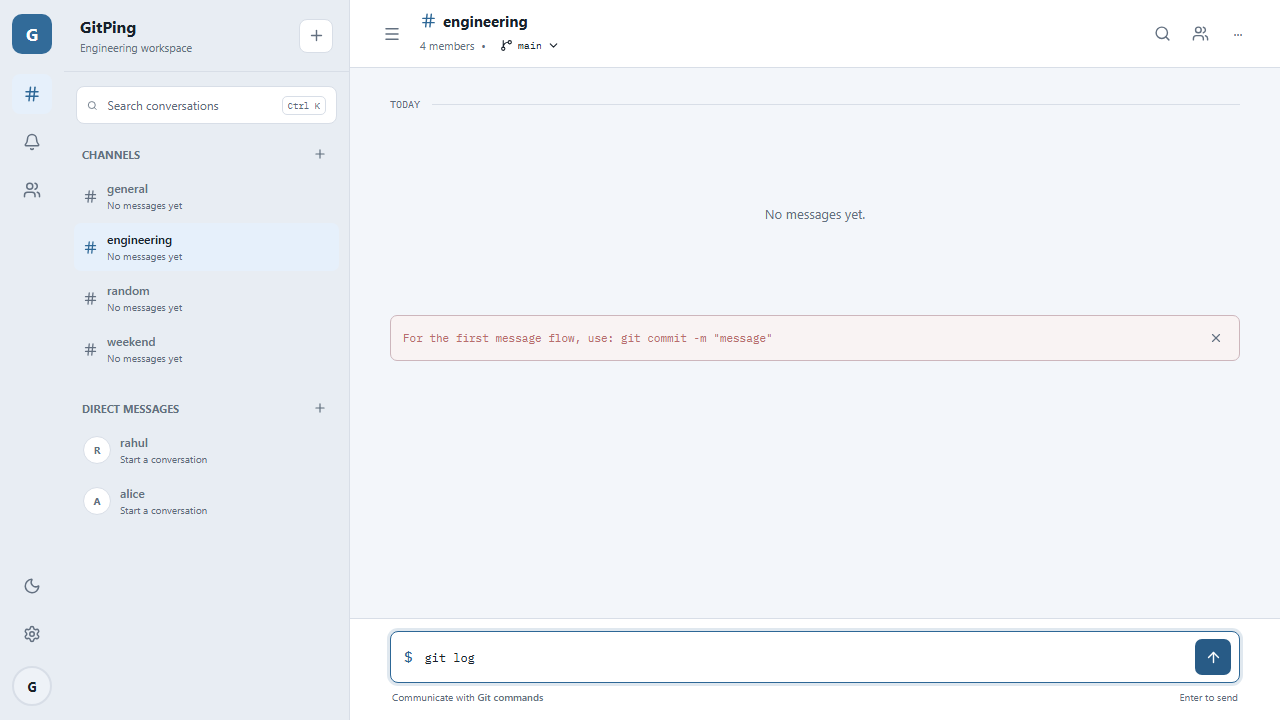 G
GitPing
Engineering workspace
Search conversations
Ctrl K
CHANNELS
general
No messages yet
engineering
No messages yet
random
No messages yet
weekend
No messages yet
DIRECT MESSAGES
R
rahul
Start a conversation
A
alice
Start a conversation
G
# engineering
4 members • main
...
TODAY
No messages yet.
For the first message flow, use: git commit -m "message"
$ git log
Communicate with Git commands
Enter to send